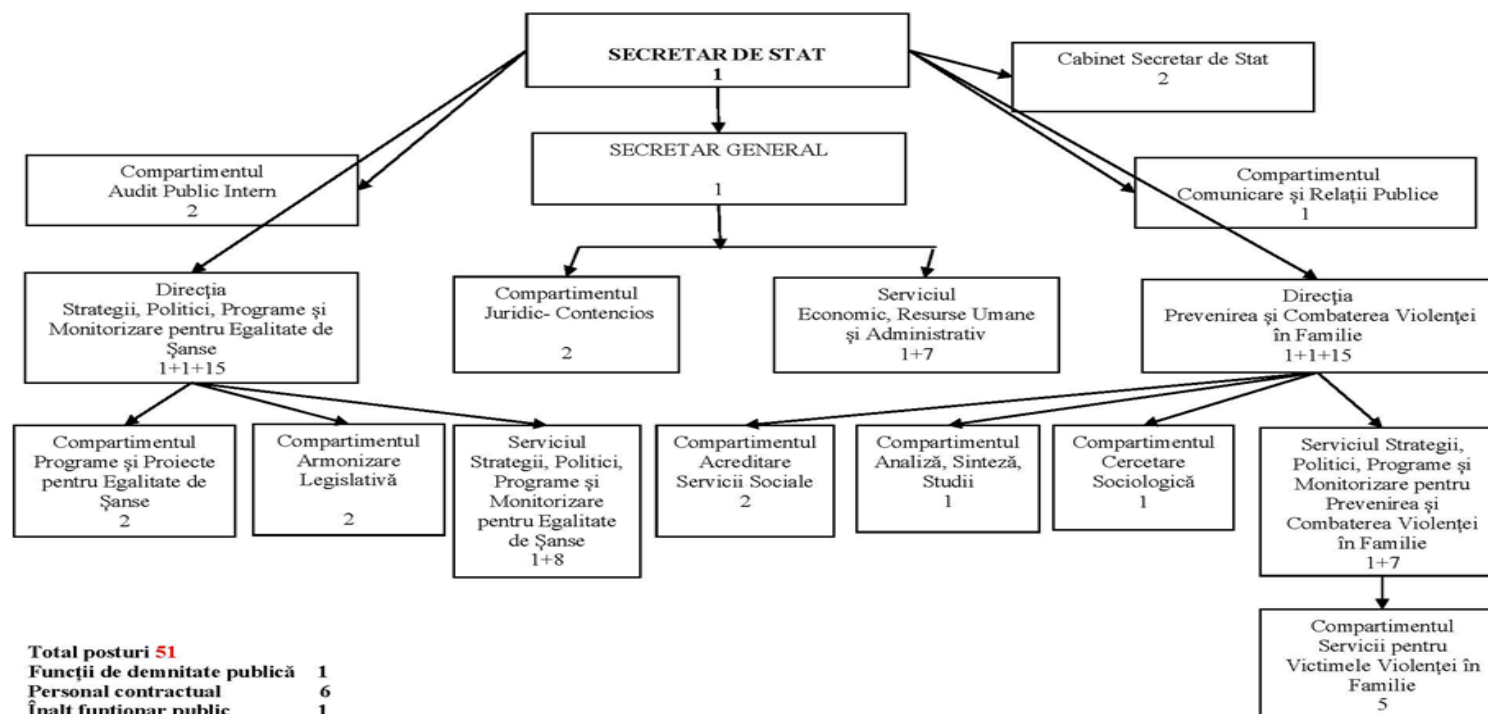 SECRETAR DE STAT
1
Cabinet Secretar de Stat
2
SECRETAR GENERAL
1
Compartimentul
Audit Public Intern
2
Compartimentul
Comunicare şi Relaţii Publice
1
Direcţia
Strategii, Politici, Programe şi
Monitorizare pentru Egalitate de
Şanse
1+1+15
Compartimentul
Juridic- Contencios
2
Serviciul
Economic, Resurse Umane
şi Administrativ
1+7
Direcţia
Prevenirea şi Combaterea Violenţei
în Familie
1+1+15
Compartimentul
Programe şi Proiecte
pentru Egalitate de
Şanse
2
Compartimentul
Armonizare
Legislativă
2
Serviciul
Strategii, Politici,
Programe şi
Monitorizare
pentru Egalitate
de Şanse
1+8
Compartimentul
Acreditare
Servicii Sociale
2
Compartimentul
Analiză, Sinteză,
Studii
1
Compartimentul
Cercetare
Sociologică
1
Serviciul Strategii,
Politici, Programe şi
Monitorizare pentru
Prevenirea şi
Combaterea Violenţei
în Familie
1+7
Compartimentul
Servicii pentru
Victimele Violenţei în
Familie
5
Total posturi 51
Funcţii de demnitate publică 1
Personal contractual 6
Înalt funţionar public 1